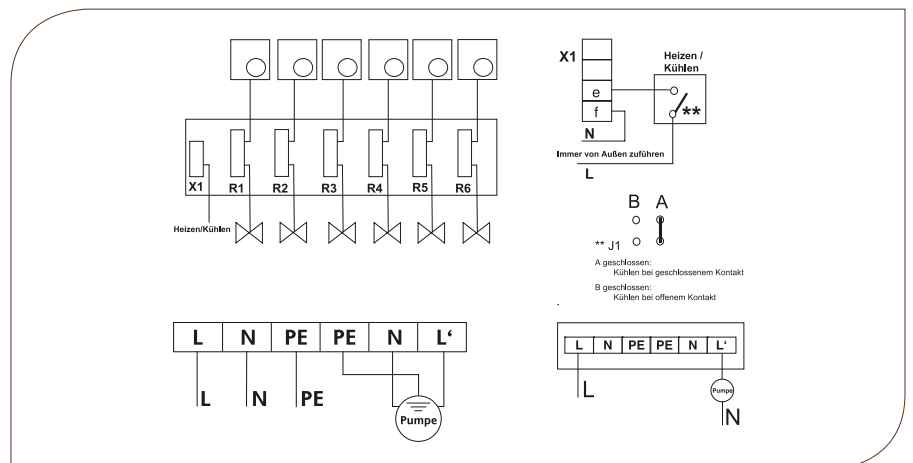 X1 R1 R2 R3 R4 R5 R6
Heizen/Kühlen
X1
Heizen /
Kühlen
e
f
**
N
Immer von Außen zuführen
L
B A
** J1
A geschlossen:
Kühlen bei geschlossenem Kontakt
B geschlossen:
Kühlen bei offenem Kontakt
L N PE PE N L‘
L N PE
Pumpe
L N PE PE N L‘
L
Pumpe
N